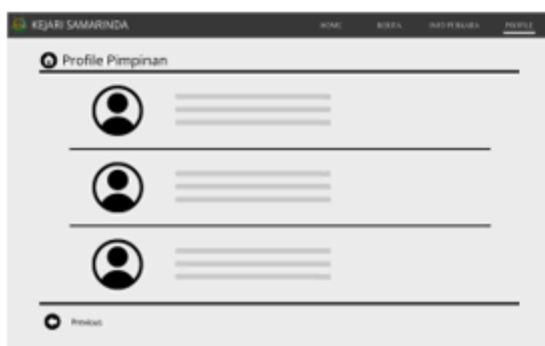 KEJARI SAMARINDA HOME BERITA INFO PERKARA PROFILE
Profile Pimpinan
Previous